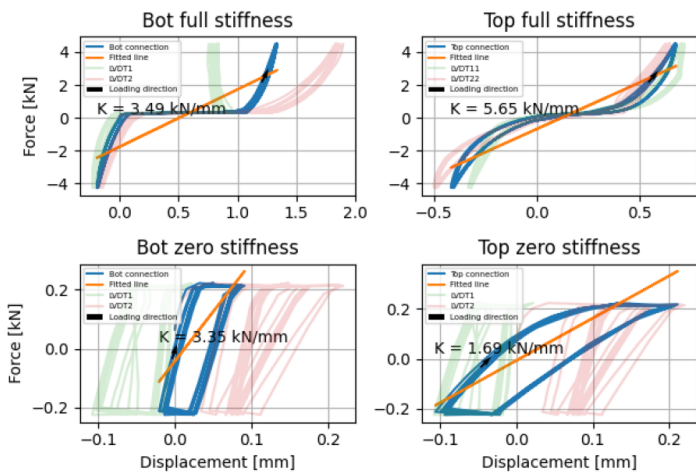 Bot full stiffness
Force [kN]
4
2
0
−2
−4
Bot connection
Fitted line
LVDT1
LVDT2
Loading direction
K = 3.49 kN/mm
0.0 0.5 1.0 1.5 2.0
Top full stiffness
4
2
0
−2
−4
Top connection
Fitted line
LVDT11
LVDT22
Loading direction
K = 5.65 kN/mm
−0.5 0.0 0.5
Bot zero stiffness
Force [kN]
0.2
0.0
−0.2
Bot connection
Fitted line
LVDT1
LVDT2
Loading direction
K = 3.35 kN/mm
−0.1 0.0 0.1 0.2
Displacement [mm]
Top zero stiffness
0.2
0.0
−0.2
Top connection
Fitted line
LVDT1
LVDT2
Loading direction
K = 1.69 kN/mm
−0.1 0.0 0.1 0.2
Displacement [mm]